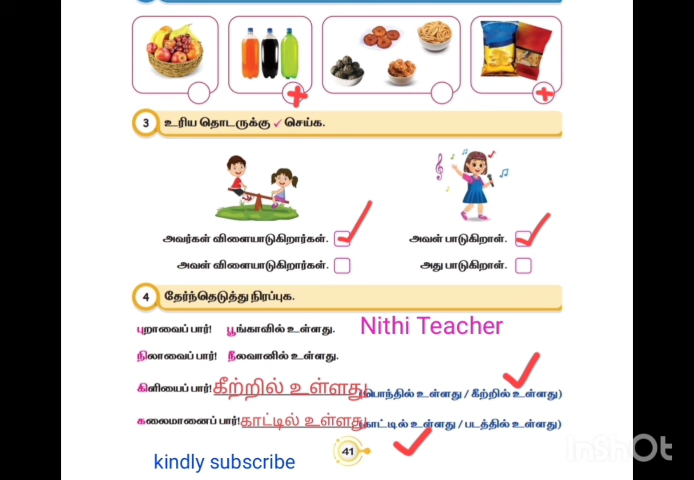 3 உரிய தொடருக்கு ✓ செய்க.
அவர்கள் விளையாடுகிறார்கள்.
அவள் பாடுகிறாள்.
அவள் விளையாடுகிறார்கள்.
அது பாடுகிறாள்.
4 தேர்ந்தெடுத்து நிரப்புக.
புறாவைப் பார்! பூங்காவில் உள்ளது. Nithi Teacher
நிலாவைப் பார்! நீலவானில் உள்ளது.
கிளியைப் பார்! கீற்றில் உள்ளது (பொந்தில் உள்ளது / கீற்றில் உள்ளது)
கலைமானைப் பார்! காட்டில் உள்ளது (காட்டில் உள்ளது / படத்தில் உள்ளது)
41
kindly subscribe
InShOt